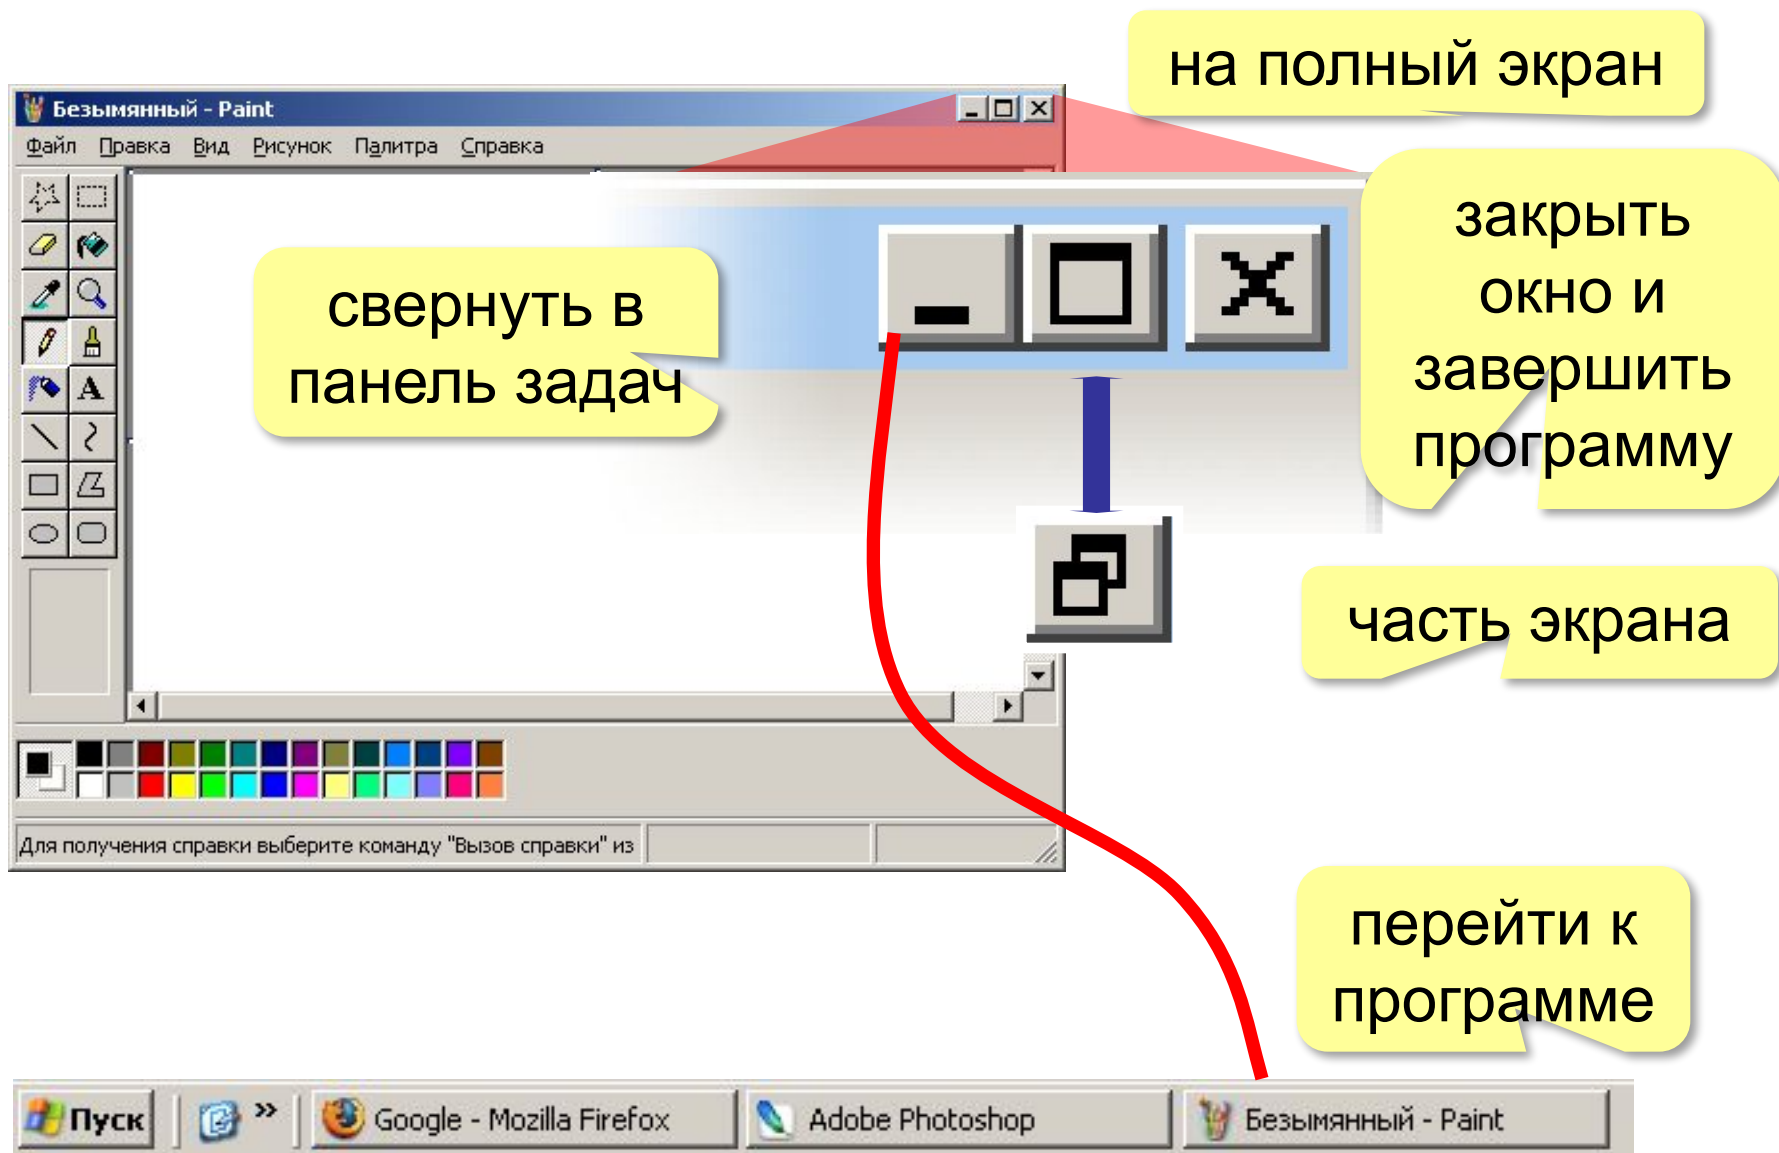 на полный экран
Безымянный - Paint
Файл Правка Вид Рисунок Палитра Справка
закрыть
окно и
завершить
программу
свернуть в
панель задач
A
часть экрана
Для получения справки выберите команду "Вызов справки" из
перейти к
программе
Пуск » Google - Mozilla Firefox Adobe Photoshop Безымянный - Paint